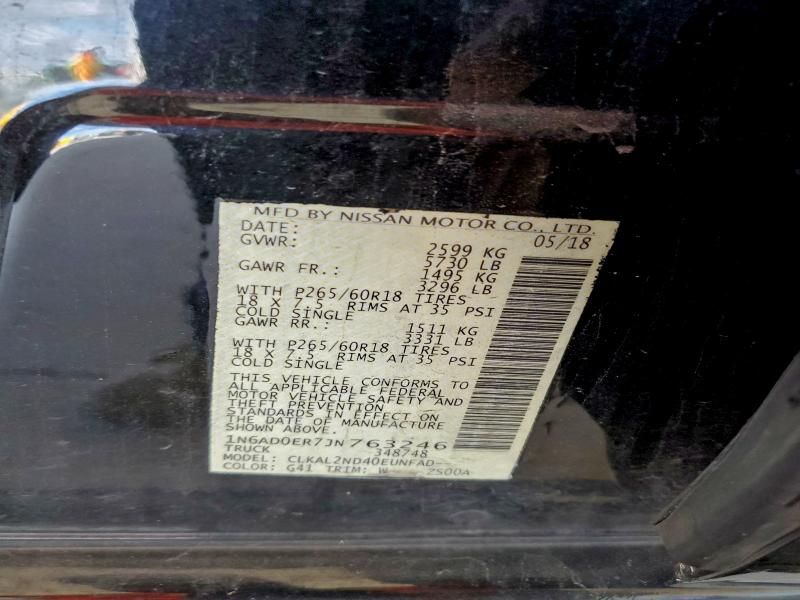 MFD BY NISSAN MOTOR CO., LTD.
DATE: 05/18
GVWR: 2599 KG
5730 LB
GAWR FR.: 1495 KG
3296 LB
WITH P265/60R18 TIRES
18 X 7.5 RIMS AT 35 PSI
COLD SINGLE
GAWR RR.: 1511 KG
3331 LB
WITH P265/60R18 TIRES
18 X 7.5 RIMS AT 35 PSI
COLD SINGLE
THIS VEHICLE CONFORMS TO
ALL APPLICABLE FEDERAL
MOTOR VEHICLE SAFETY AND
THEFT PREVENTION
STANDARDS IN EFFECT ON
THE DATE OF MANUFACTURE
SHOWN ABOVE.
1N6AD0ER7JN763246
TRUCK 348748
MODEL: CLKAL2ND40EUNFAD--
COLOR: G41 TRIM: W 2S00A